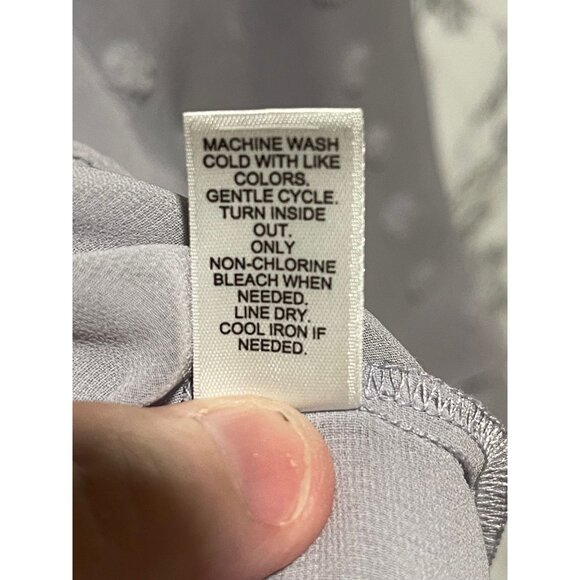 MACHINE WASH
COLD WITH LIKE
COLORS.
GENTLE CYCLE.
TURN INSIDE
OUT.
ONLY
NON-CHLORINE
BLEACH WHEN
NEEDED.
LINE DRY.
COOL IRON IF
NEEDED.